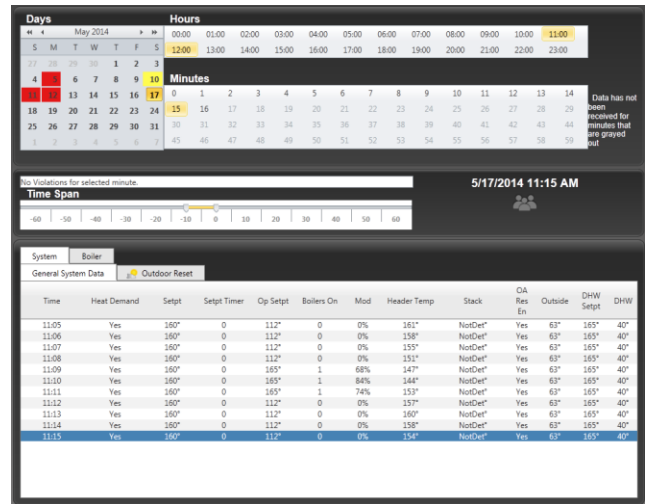 Days
May 2014
S M T W T F S
27 28 29 30 1 2 3
4 5 6 7 8 9 10
11 12 13 14 15 16 17
18 19 20 21 22 23 24
25 26 27 28 29 30 31
1 2 3 4 5 6 7
Hours
00:00 01:00 02:00 03:00 04:00 05:00 06:00 07:00 08:00 09:00 10:00 11:00
12:00 13:00 14:00 15:00 16:00 17:00 18:00 19:00 20:00 21:00 22:00 23:00
Minutes
0 1 2 3 4 5 6 7 8 9 10 11 12 13 14
15 16 17 18 19 20 21 22 23 24 25 26 27 28 29
30 31 32 33 34 35 36 37 38 39 40 41 42 43 44
45 46 47 48 49 50 51 52 53 54 55 56 57 58 59
Data has not
been
received for
minutes that
are grayed
out
No Violations for selected minute.
Time Span
-60 -50 -40 -30 -20 -10 0 10 20 30 40 50 60
5/17/2014 11:15 AM
System Boiler
General System Data Outdoor Reset
Time Heat Demand Setpt Setpt Timer Op Setpt Boilers On Mod Header Temp Stack OA Res En Outside DHW Setpt DHW
11:05 Yes 160° 0 112° 0 0% 161° NotDet° Yes 63° 165° 40°
11:06 Yes 160° 0 112° 0 0% 158° NotDet° Yes 63° 165° 40°
11:07 Yes 160° 0 112° 0 0% 155° NotDet° Yes 63° 165° 40°
11:08 Yes 160° 0 112° 0 0% 151° NotDet° Yes 63° 165° 40°
11:09 Yes 160° 0 165° 1 68% 147° NotDet° Yes 63° 165° 40°
11:10 Yes 160° 0 165° 1 84% 144° NotDet° Yes 63° 165° 40°
11:11 Yes 160° 0 165° 1 74% 153° NotDet° Yes 63° 165° 40°
11:12 Yes 160° 0 112° 0 0% 157° NotDet° Yes 63° 165° 40°
11:13 Yes 160° 0 112° 0 0% 160° NotDet° Yes 63° 165° 40°
11:14 Yes 160° 0 112° 0 0% 158° NotDet° Yes 63° 165° 40°
11:15 Yes 160° 0 112° 0 0% 154° NotDet° Yes 63° 165° 40°